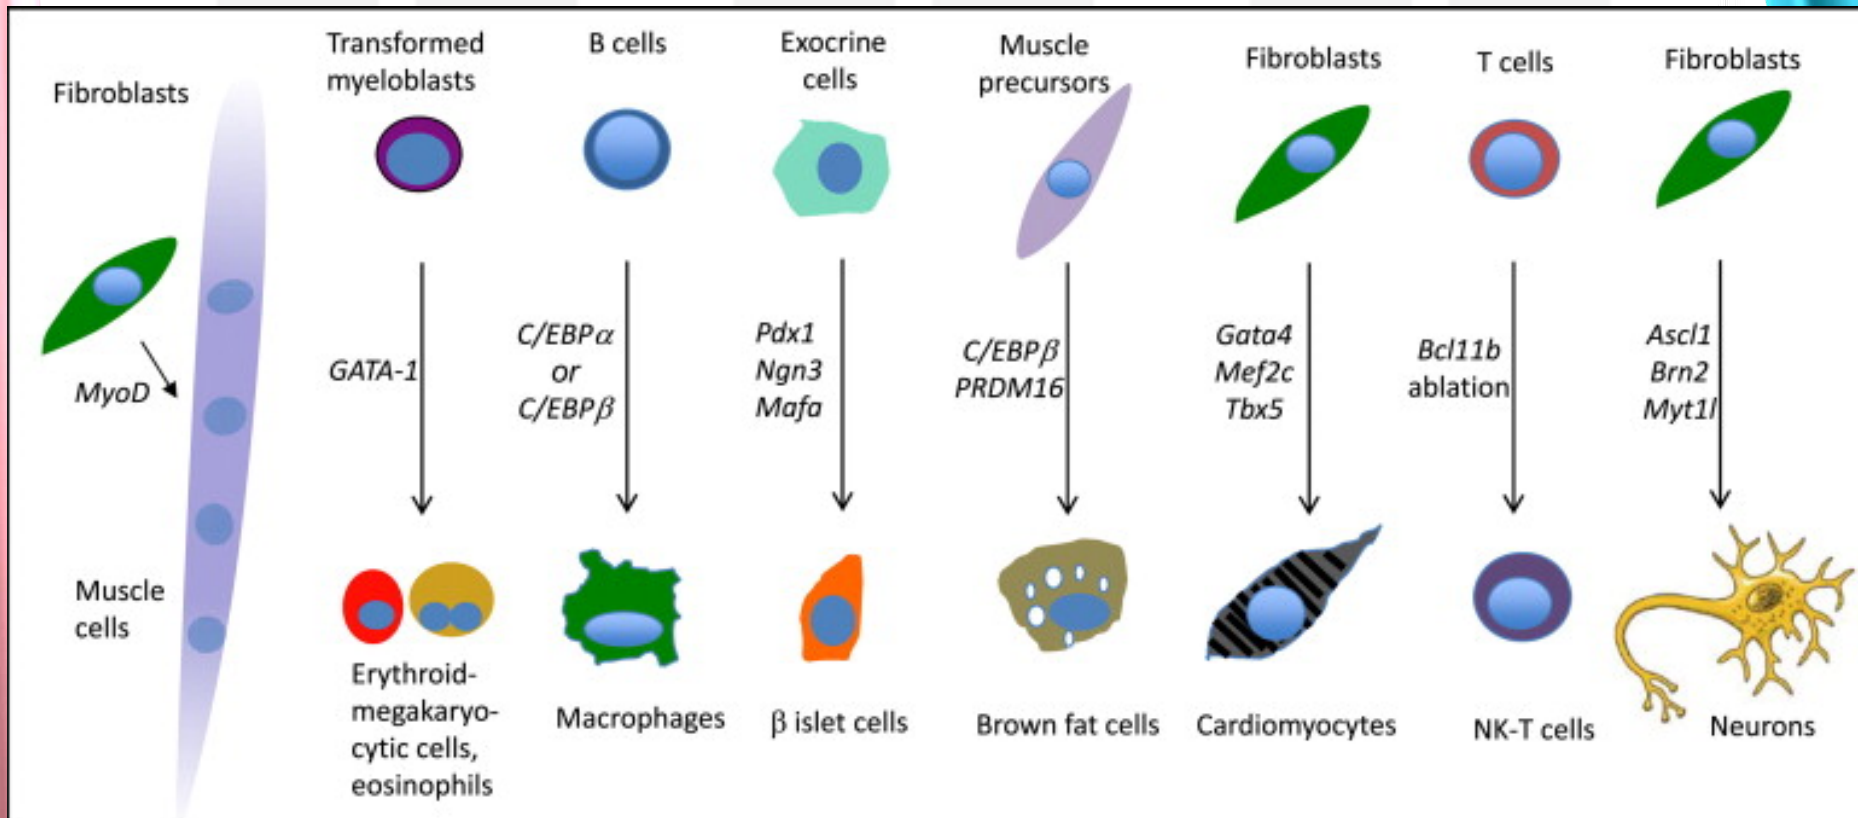 Fibroblasts
MyoD
Muscle
cells
Transformed
myeloblasts
GATA-1
Erythroid-
megakaryo-
cytic cells,
eosinophils
B cells
C/EBPα
or
C/EBPβ
Macrophages
Exocrine
cells
Pdx1
Ngn3
Mafa
β islet cells
Muscle
precursors
C/EBPβ
PRDM16
Brown fat cells
Fibroblasts
Gata4
Mef2c
Tbx5
Cardiomyocytes
T cells
Bcl11b
ablation
NK-T cells
Fibroblasts
Ascl1
Brn2
Myt1l
Neurons